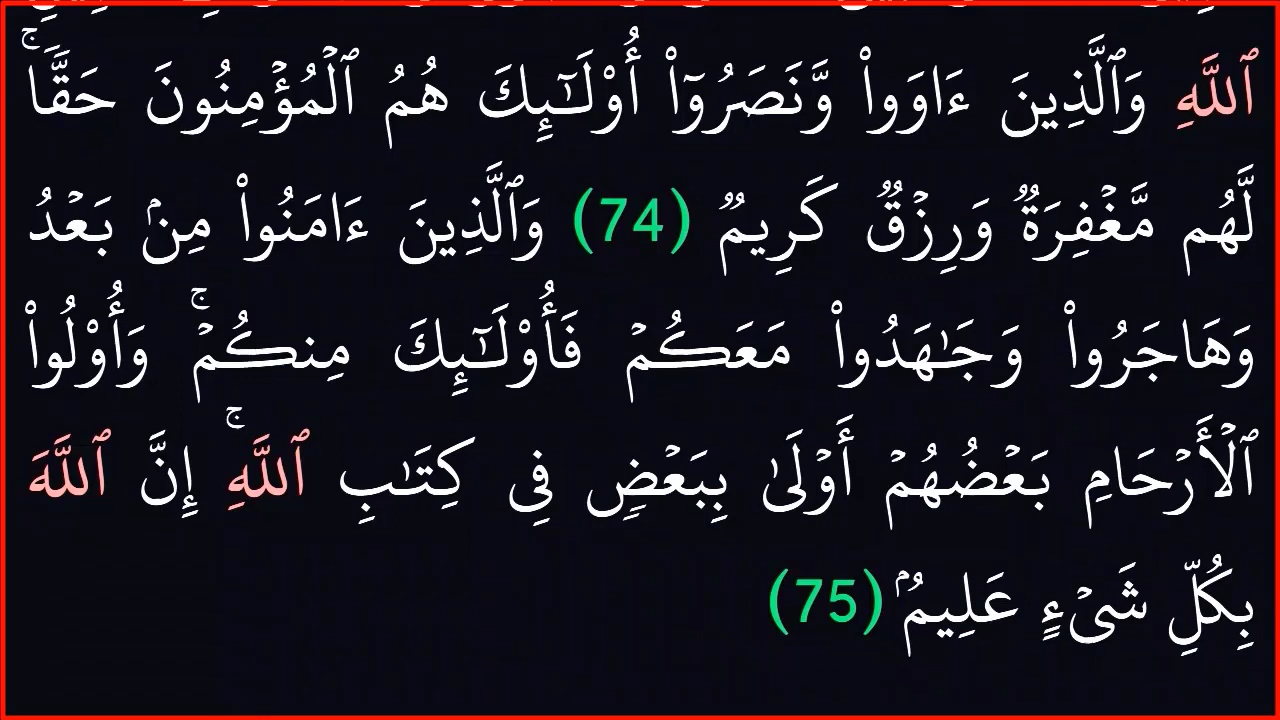 ٱللَّهِ وَٱلَّذِينَ ءَاوَوا۟ وَّنَصَرُوٓا۟ أُو۟لَـٰٓئِكَ هُمُ ٱلْمُؤْمِنُونَ حَقًّاۚ
لَّهُم مَّغْفِرَةٌ وَرِزْقٌ كَرِيمٌ (74) وَٱلَّذِينَ ءَامَنُوا۟ مِنۢ بَعْدُ
وَهَاجَرُوا۟ وَجَـٰهَدُوا۟ مَعَكُمْ فَأُو۟لَـٰٓئِكَ مِنكُمْۚ وَأُو۟لُوا۟
ٱلْأَرْحَامِ بَعْضُهُمْ أَوْلَىٰ بِبَعْضٍ فِى كِتَـٰبِ ٱللَّهِۚ إِنَّ ٱللَّهَ
بِكُلِّ شَىْءٍ عَلِيمٌۢ (75)